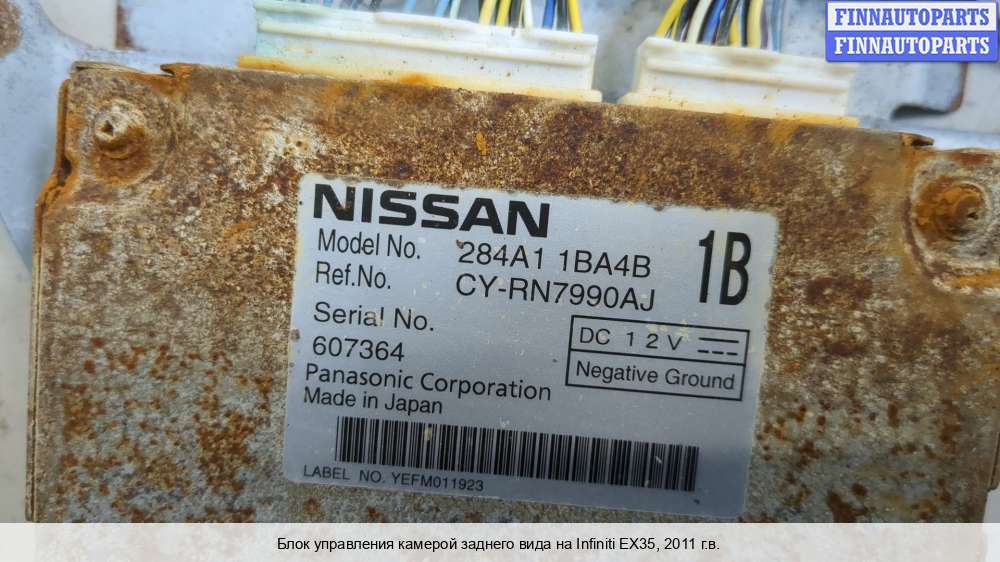 FINNAUTOPARTS
FINNAUTOPARTS
NISSAN
Model No. 284A1 1BA4B
1B
Ref.No. CY-RN7990AJ
Serial No.
607364
DC 12V
Negative Ground
Panasonic Corporation
Made in Japan
LABEL NO. YEFM011923
Блок управления камерой заднего вида на Infiniti EX35, 2011 г.в.